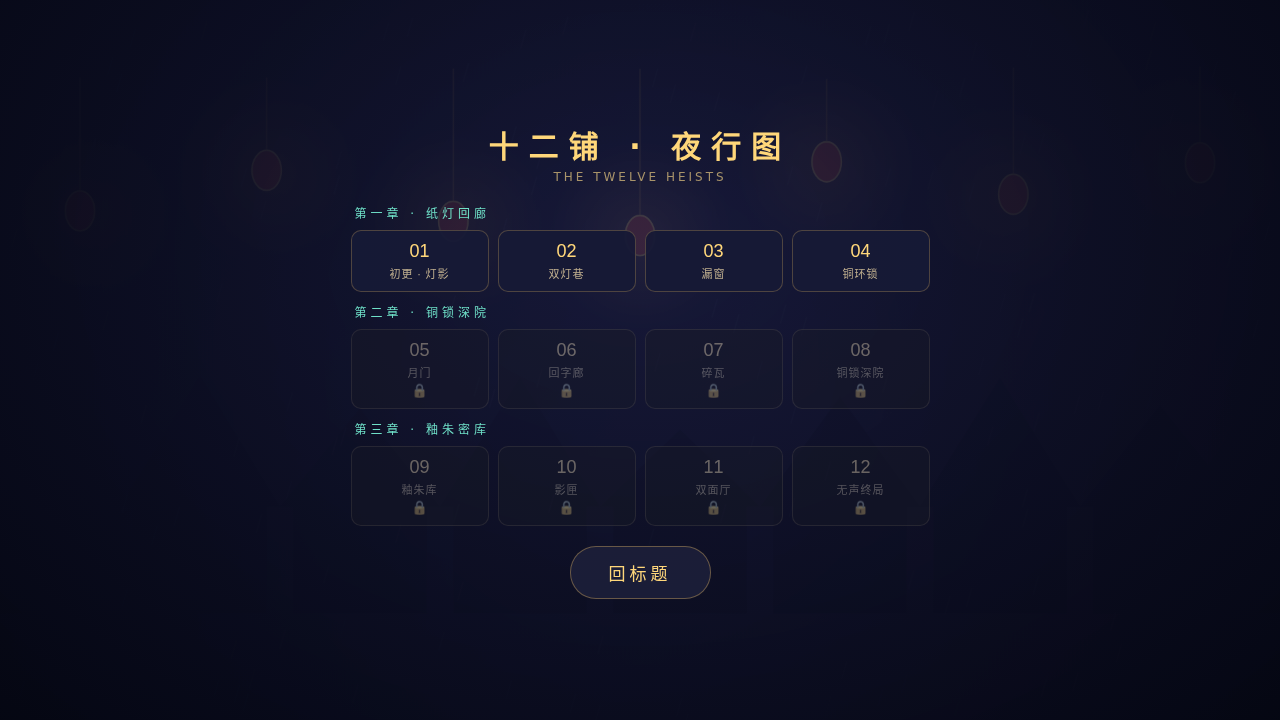 十二铺 · 夜行图
THE TWELVE HEISTS
第一章 · 纸灯回廊
01 02 03 04
初更 · 灯影 双灯巷 漏窗 铜环锁
第二章 · 铜锁深院
05 06 07 08
月门 回字廊 碎瓦 铜锁深院
第三章 · 釉朱密库
09 10 11 12
釉朱库 影匣 双面厅 无声终局
回标题